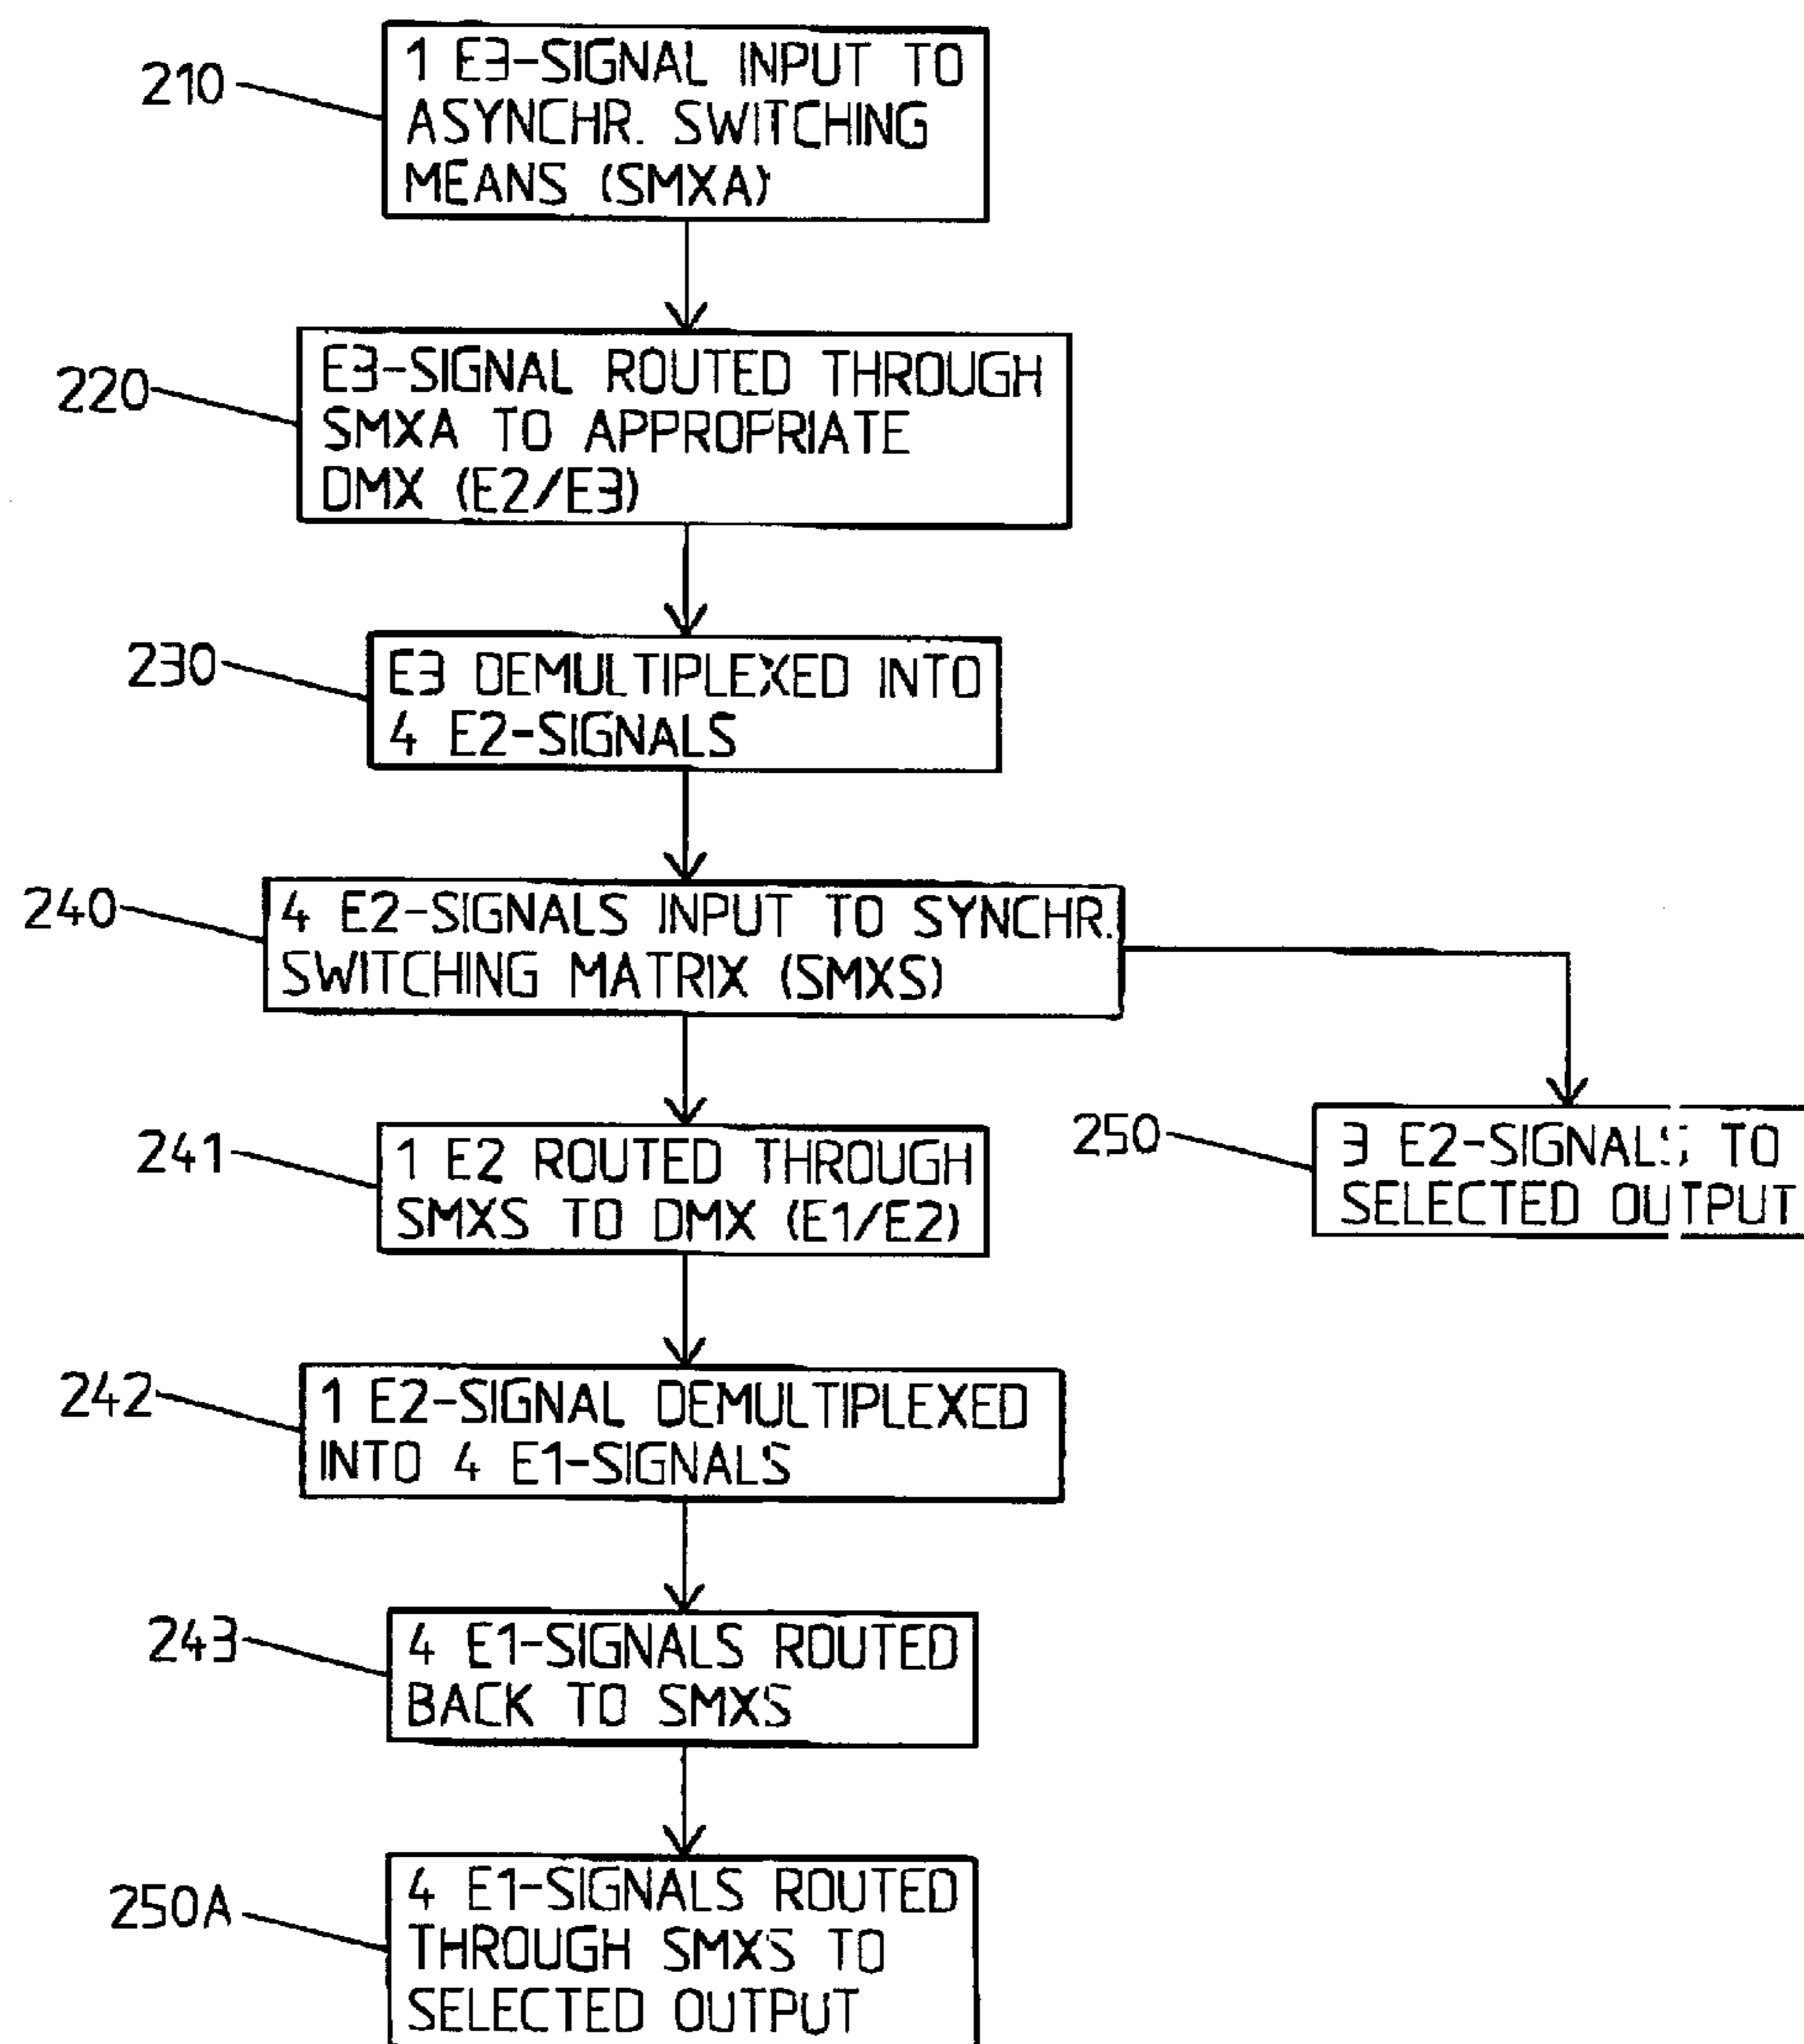 210
1 E3-SIGNAL INPUT TO
ASYNCHR. SWITCHING
MEANS (SMXA)
220
E3-SIGNAL ROUTED THROUGH
SMXA TO APPROPRIATE
DMX (E2/E3)
230
E3 DEMULTIPLEXED INTO
4 E2-SIGNALS
240
4 E2-SIGNALS INPUT TO SYNCHR.
SWITCHING MATRIX (SMXS)
241
1 E2 ROUTED THROUGH
SMXS TO DMX (E1/E2)
250
3 E2-SIGNALS TO
SELECTED OUTPUT
242
1 E2-SIGNAL DEMULTIPLEXED
INTO 4 E1-SIGNALS
243
4 E1-SIGNALS ROUTED
BACK TO SMXS
250A
4 E1-SIGNALS ROUTED
THROUGH SMXS TO
SELECTED OUTPUT